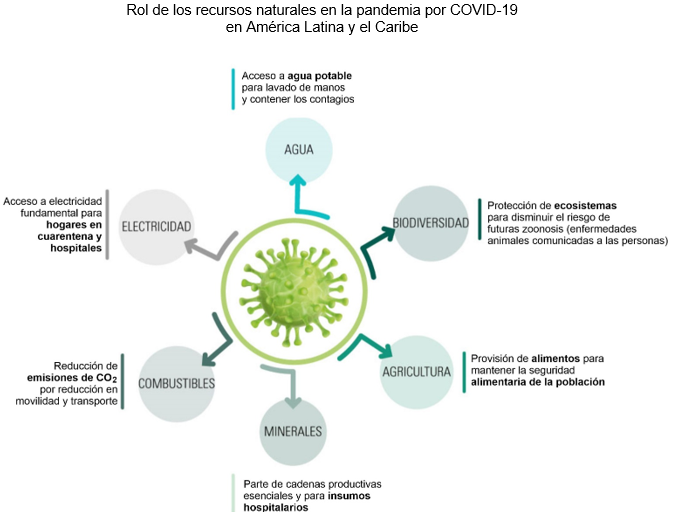 Rol de los recursos naturales en la pandemia por COVID-19
en América Latina y el Caribe
Acceso a agua potable
para lavado de manos
y contener los contagios
AGUA
Acceso a electricidad
fundamental para
hogares en
cuarentena y
hospitales
ELECTRICIDAD
BIODIVERSIDAD
Protección de ecosistemas
para disminuir el riesgo de
futuras zoonosis (enfermedades
animales comunicadas a las personas)
Reducción de
emisiones de CO₂
por reducción en
movilidad y transporte
COMBUSTIBLES
AGRICULTURA
Provisión de alimentos para
mantener la seguridad
alimentaria de la población
MINERALES
Parte de cadenas productivas
esenciales y para insumos
hospitalarios